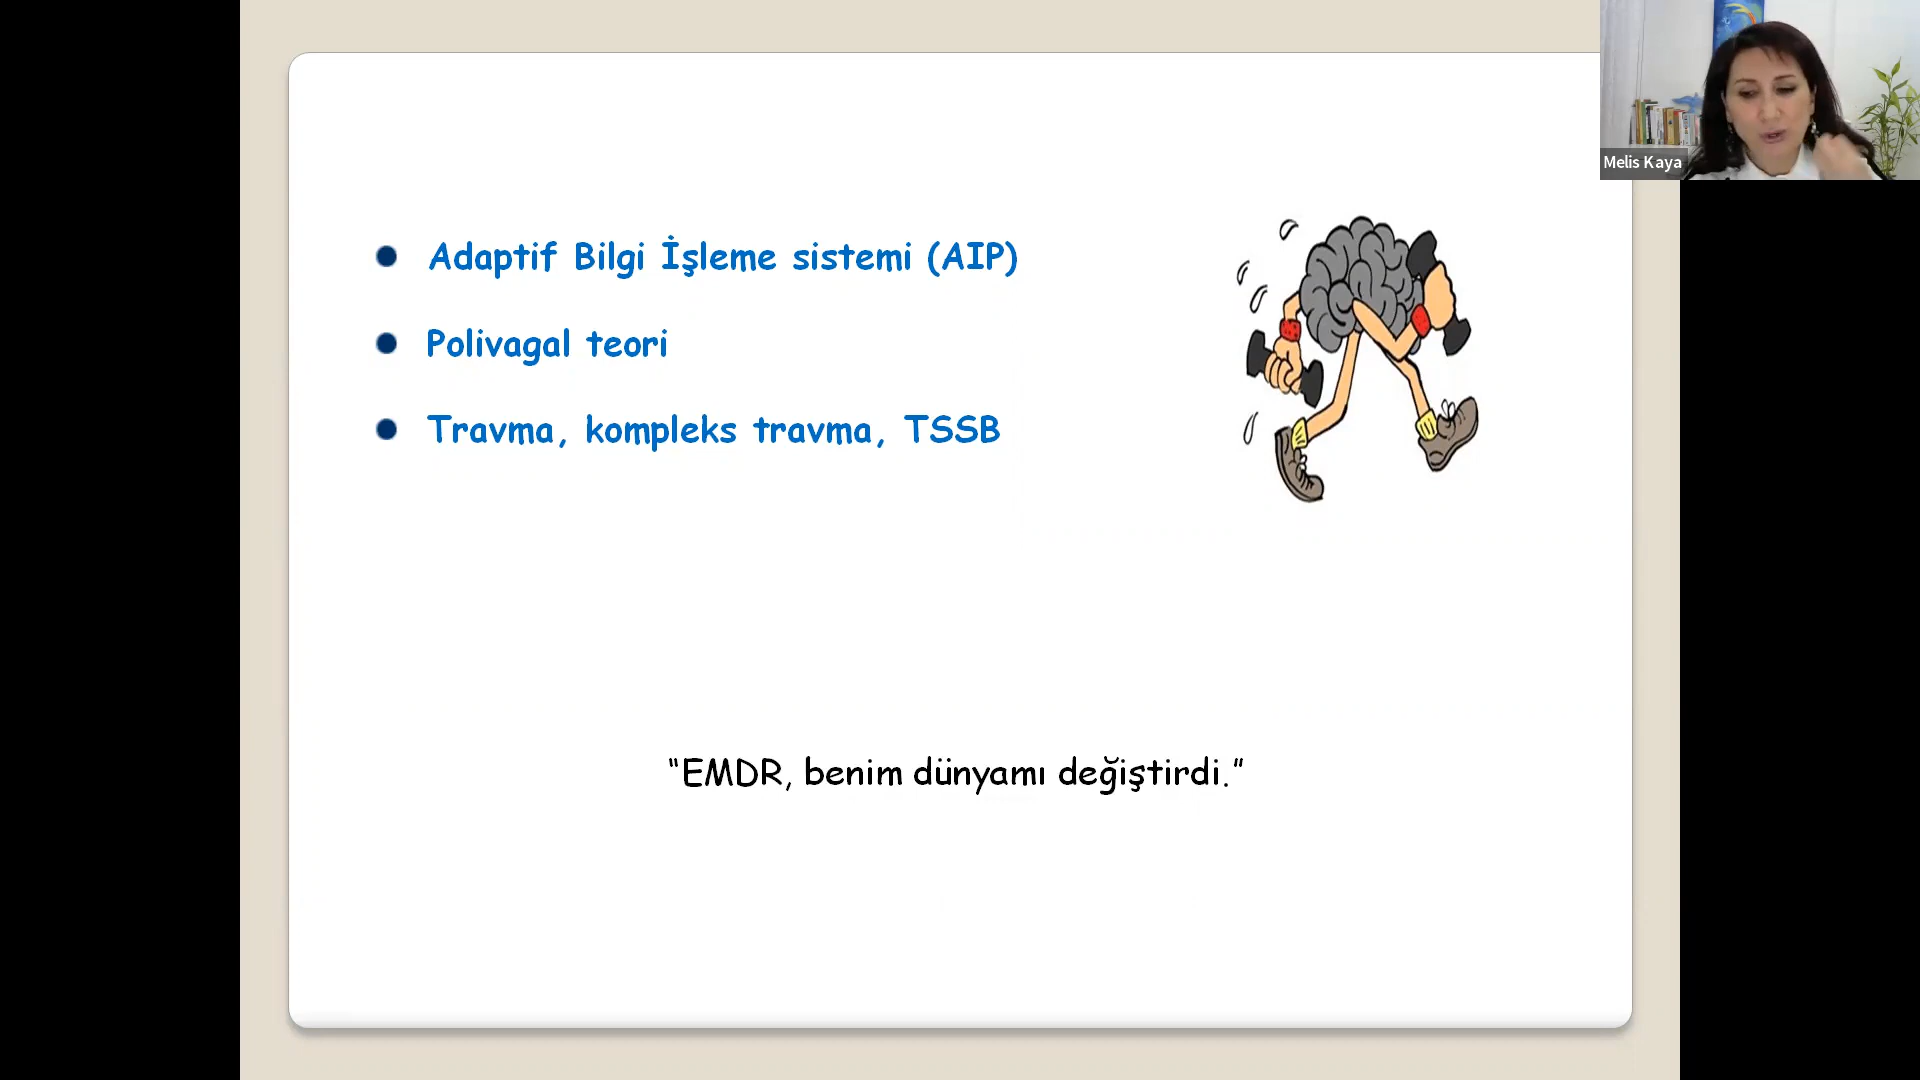 Adaptif Bilgi İşleme sistemi (AIP)
Polivagal teori
Travma, kompleks travma, TSSB
“EMDR, benim dünyamı değiştirdi.”
Melis Kaya